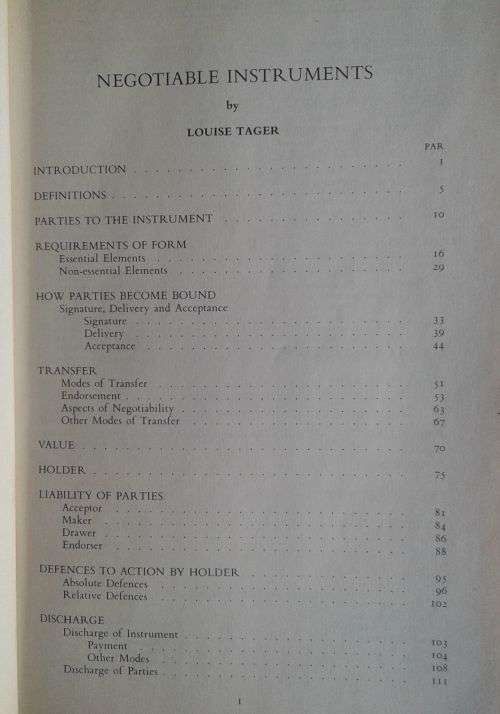 NEGOTIABLE INSTRUMENTS
by
LOUISE TAGER
PAR
INTRODUCTION . . . . . 1
DEFINITIONS . . . . . 5
PARTIES TO THE INSTRUMENT . . . . . 10
REQUIREMENTS OF FORM
Essential Elements . . . . . 16
Non-essential Elements . . . . . 29
HOW PARTIES BECOME BOUND
Signature, Delivery and Acceptance
Signature . . . . . 33
Delivery . . . . . 39
Acceptance . . . . . 44
TRANSFER
Modes of Transfer . . . . . 51
Endorsement . . . . . 53
Aspects of Negotiability . . . . . 63
Other Modes of Transfer . . . . . 67
VALUE . . . . . 70
HOLDER . . . . . 75
LIABILITY OF PARTIES
Acceptor . . . . . 81
Maker . . . . . 84
Drawer . . . . . 86
Endorser . . . . . 88
DEFENCES TO ACTION BY HOLDER . . . . . 95
Absolute Defences . . . . . 96
Relative Defences . . . . . 102
DISCHARGE
Discharge of Instrument . . . . . 103
Payment . . . . . 104
Other Modes . . . . . 108
Discharge of Parties . . . . . 111
1